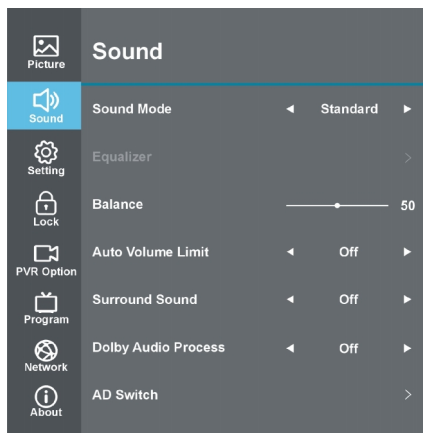 Picture
Sound
Setting
Lock
PVR Option
Program
Network
About
Sound
Sound Mode Standard
Equalizer
Balance 50
Auto Volume Limit Off
Surround Sound Off
Dolby Audio Process Off
AD Switch